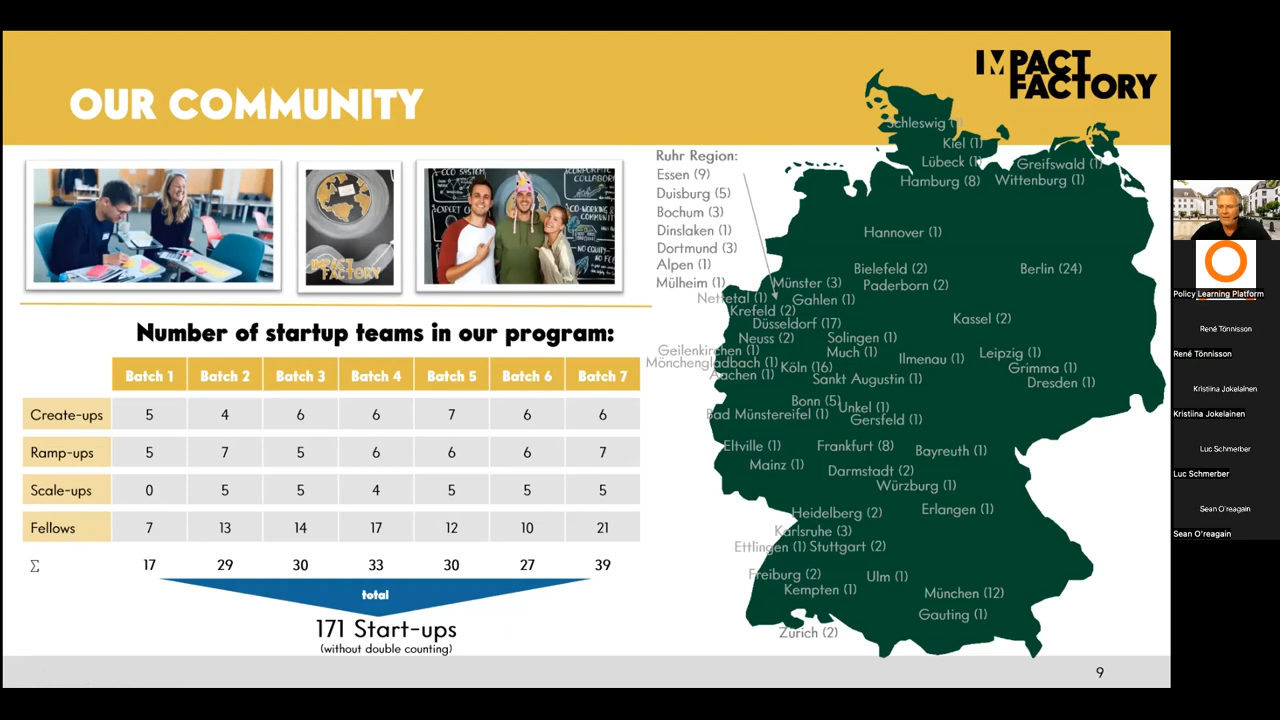 OUR COMMUNITY
IMPACT
FACTORY
Number of startup teams in our program:
Batch 1 Batch 2 Batch 3 Batch 4 Batch 5 Batch 6 Batch 7
Create-ups 5 4 6 6 7 6 6
Ramp-ups 5 7 5 6 6 6 7
Scale-ups 0 5 5 4 5 5 5
Fellows 7 13 14 17 12 10 21
Σ 17 29 30 33 30 27 39
total
171 Start-ups
(without double counting)
Ruhr Region:
Essen (9)
Duisburg (5)
Bochum (3)
Dinslaken (1)
Dortmund (3)
Alpen (1)
Mülheim (1)
Schleswig
Kiel (1)
Lübeck (1)
Greifswald (1)
Hamburg (8)
Wittenburg (1)
Hannover (1)
Bielefeld (2)
Berlin (24)
Münster (3)
Paderborn (2)
Nettetal (1)
Gahlen (1)
Krefeld (2)
Kassel (2)
Düsseldorf (17)
Neuss (2)
Solingen (1)
Geilenkirchen (1)
Much (1)
Ilmenau (1)
Leipzig (1)
Mönchengladbach (1)
Köln (16)
Grimma (1)
Aachen (1)
Sankt Augustin (1)
Dresden (1)
Bonn (5)
Unkel (1)
Bad Münstereifel (1)
Gersfeld (1)
Eltville (1)
Frankfurt (8)
Bayreuth (1)
Mainz (1)
Darmstadt (2)
Würzburg (1)
Heidelberg (2)
Erlangen (1)
Karlsruhe (3)
Ettlingen (1)
Stuttgart (2)
Freiburg (2)
Ulm (1)
Kempten (1)
München (12)
Gauting (1)
Zürich (2)
9
IMPACT
FACTORY
Policy Learning Platform
René Tönnisson
René Tönnisson
Kristiina Jokelainen
Kristiina Jokelainen
Luc Schmerber
Luc Schmerber
Sean O'reagain
Sean O'reagain